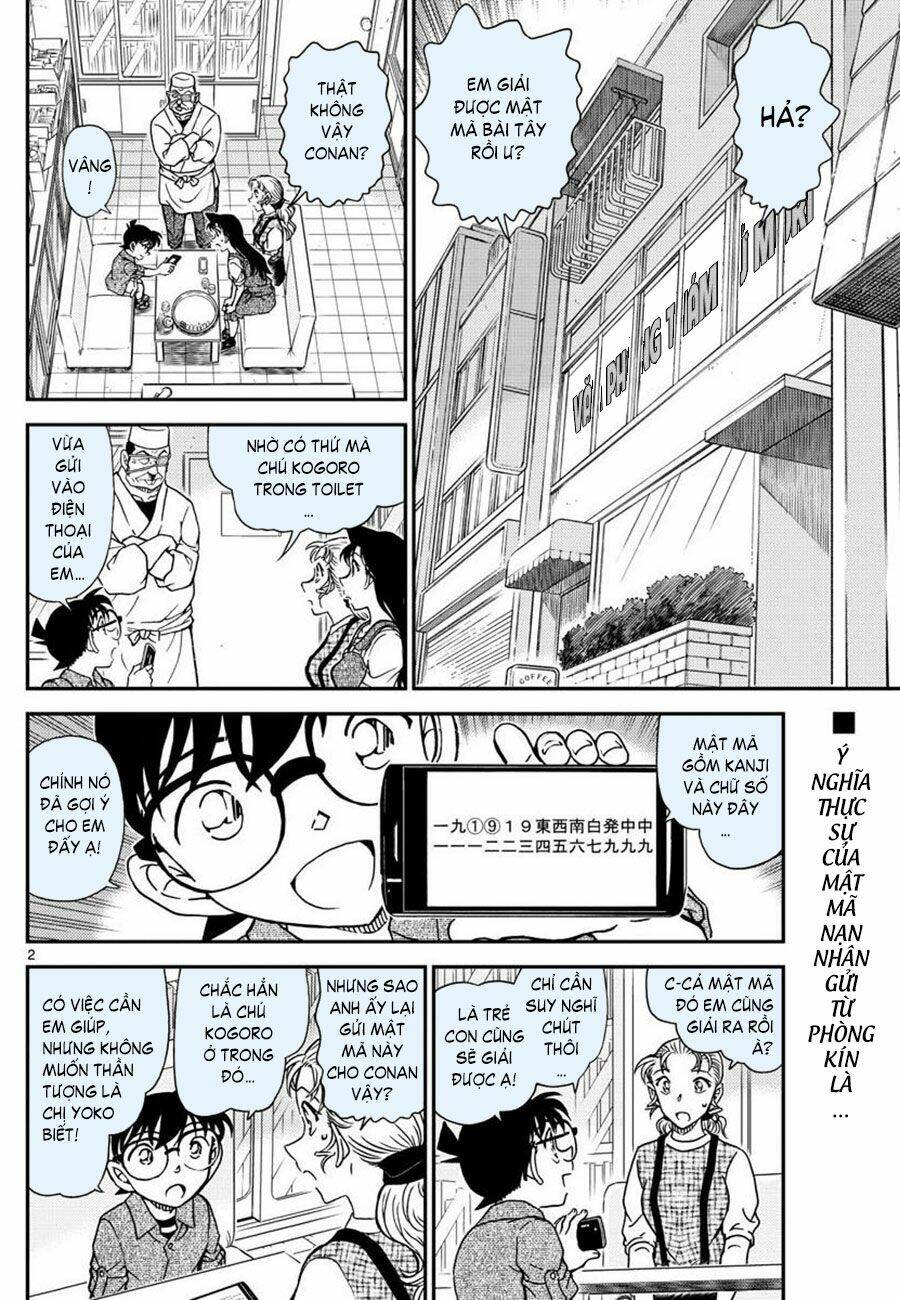 HẢ?
EM GIẢI
ĐƯỢC MẬT
MÃ BÀI TÂY
RỒI Ư?
VĂN PHÒNG THÁM TỬ MORI
COFFEE
THẬT
KHÔNG
VẬY
CONAN?
VÂNG
!
NHỜ CÓ THỨ MÀ
CHÚ KOGORO
TRONG TOILET
...
VỪA
GỬI
VÀO
ĐIỆN
THOẠI
CỦA
EM...
Ý
NGHĨA
THỰC
SỰ
CỦA
MẬT
MÃ
NẠN
NHÂN
GỬI
TỪ
PHÒNG
KÍN
LÀ
...
MẬT MÃ
GỒM KANJI
VÀ CHỮ SỐ
NÀY ĐÂY
...
一九①⑨19東西南白発中中
一一一二二三四五六七九九九
CHÍNH NÓ
ĐÃ GỢI Ý
CHO EM
ĐẤY Ạ!
2
C-CẢ MẬT MÃ
ĐÓ EM CŨNG
GIẢI RA RỒI
À?
CHỈ CẦN
SUY NGHĨ
CHÚT
THÔI
...
LÀ TRẺ
CON CŨNG
SẼ GIẢI
ĐƯỢC Ạ!
NHƯNG SAO
ANH ẤY LẠI
GỬI MẬT
MÃ NÀY
CHO CONAN
VẬY?
CHẮC HẲN
LÀ CHÚ
KOGORO
Ở TRONG
ĐÓ...
CÓ VIỆC CẦN
EM GIÚP,
NHƯNG KHÔNG
MUỐN THẦN
TƯỢNG LÀ
CHỊ YOKO
BIẾT!